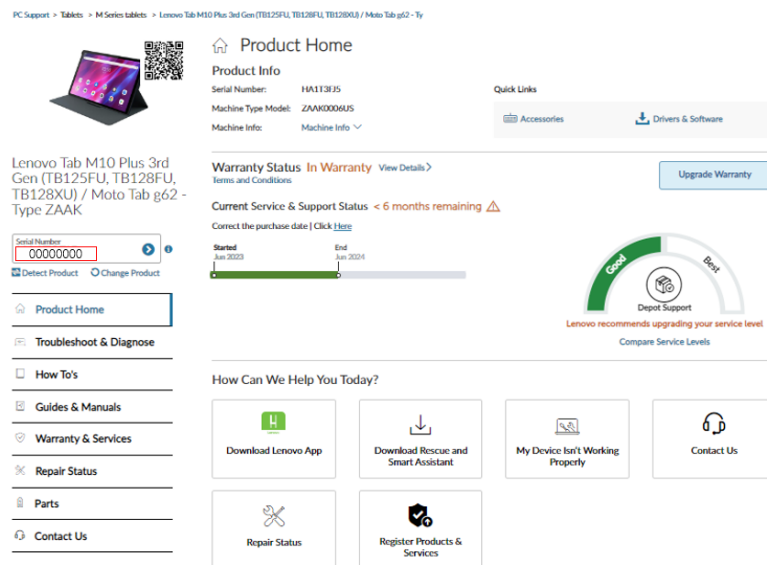 PC Support > Tablets > M Series tablets > Lenovo Tab M10 Plus 3rd Gen (TB125FU, TB128FU, TB128XU) / Moto Tab g62 - Ty
Product Home
Product Info
Serial Number: HA1T3FJ5
Machine Type Model: ZAAK0006US
Machine Info: Machine Info
Quick Links
Accessories
Drivers & Software
Lenovo Tab M10 Plus 3rd
Gen (TB125FU, TB128FU,
TB128XU) / Moto Tab g62 -
Type ZAAK
Serial Number
00000000
Detect Product Change Product
Product Home
Troubleshoot & Diagnose
How To's
Guides & Manuals
Warranty & Services
Repair Status
Parts
Contact Us
Warranty Status In Warranty View Details >
Terms and Conditions
Upgrade Warranty
Current Service & Support Status < 6 months remaining
Correct the purchase date | Click Here
Started End
Jun 2023 Jun 2024
Good
Best
Depot Support
Lenovo recommends upgrading your service level
Compare Service Levels
How Can We Help You Today?
Download Lenovo App
Download Rescue and
Smart Assistant
My Device Isn't Working
Properly
Contact Us
Repair Status
Register Products &
Services